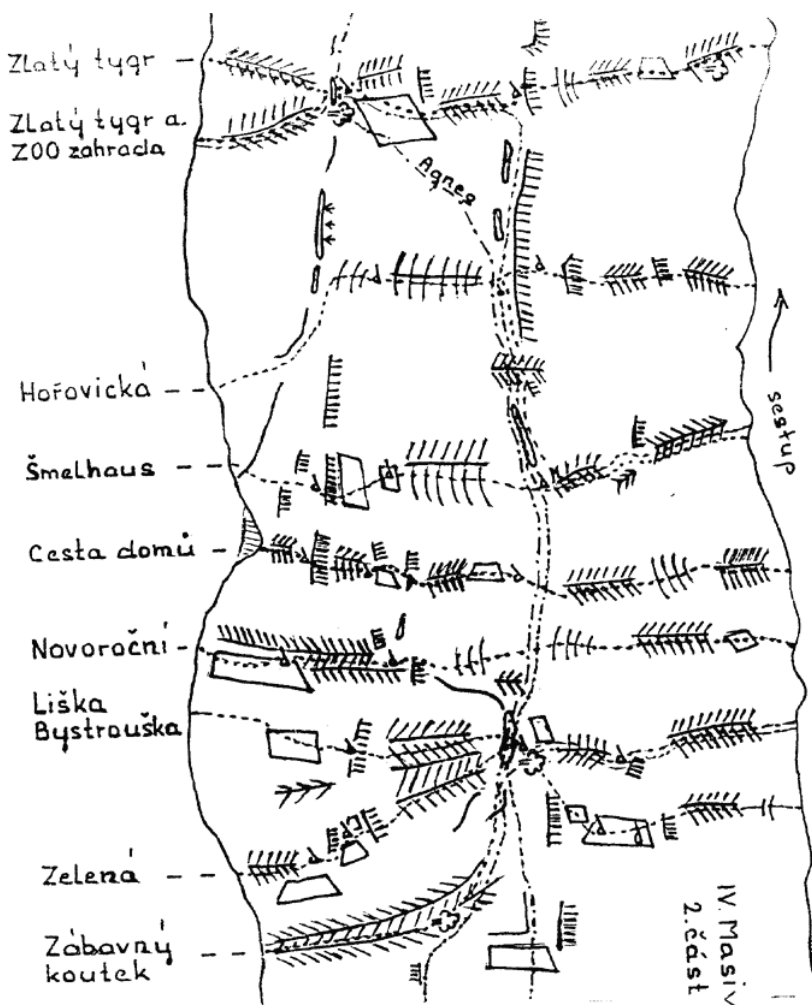 Zlatý tygr
Zlatý tygr a.
ZOO zahrada
Agnes
Hořovická
sestup
Šmelhaus
Cesta domů
Novoroční
Liška
Bystrouška
Zelená
Zábavný
koutek
IV. Masiv
2. část